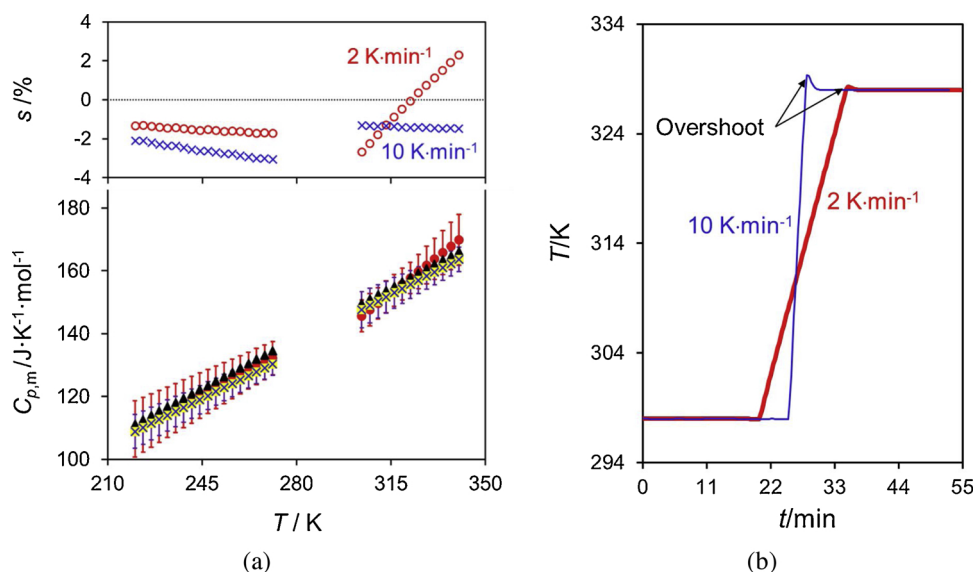 4
2
0
-2
-4
s /%
2 K·min-1
10 K·min-1
180
160
140
120
100
Cp,m /J·K-1·mol-1
210
245
280
315
350
T / K
(a)
334
324
314
304
294
T/K
Overshoot
10 K·min-1
2 K·min-1
0
11
22
33
44
55
t/min
(b)